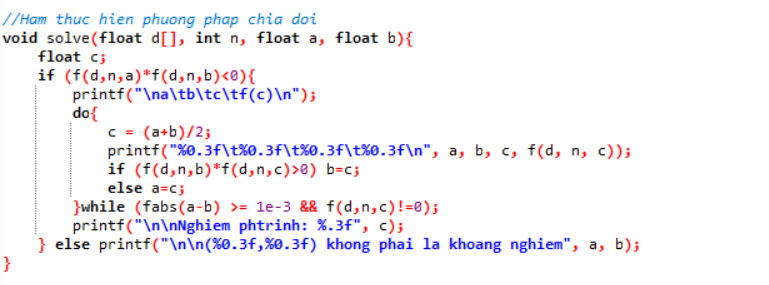 //Ham thuc hien phuong phap chia doi
void solve(float d[], int n, float a, float b){
float c;
if (f(d,n,a)*f(d,n,b)<0){
printf("\na\tb\tc\tf(c)\n");
do{
c = (a+b)/2;
printf("%0.3f\t%0.3f\t%0.3f\t%0.3f\n", a, b, c, f(d, n, c));
if (f(d,n,b)*f(d,n,c)>0) b=c;
else a=c;
}while (fabs(a-b) >= 1e-3 && f(d,n,c)!=0);
printf("\n\nNghiem phtrinh: %.3f", c);
} else printf("\n\n(%0.3f,%0.3f) khong phai la khoang nghiem", a, b);
}